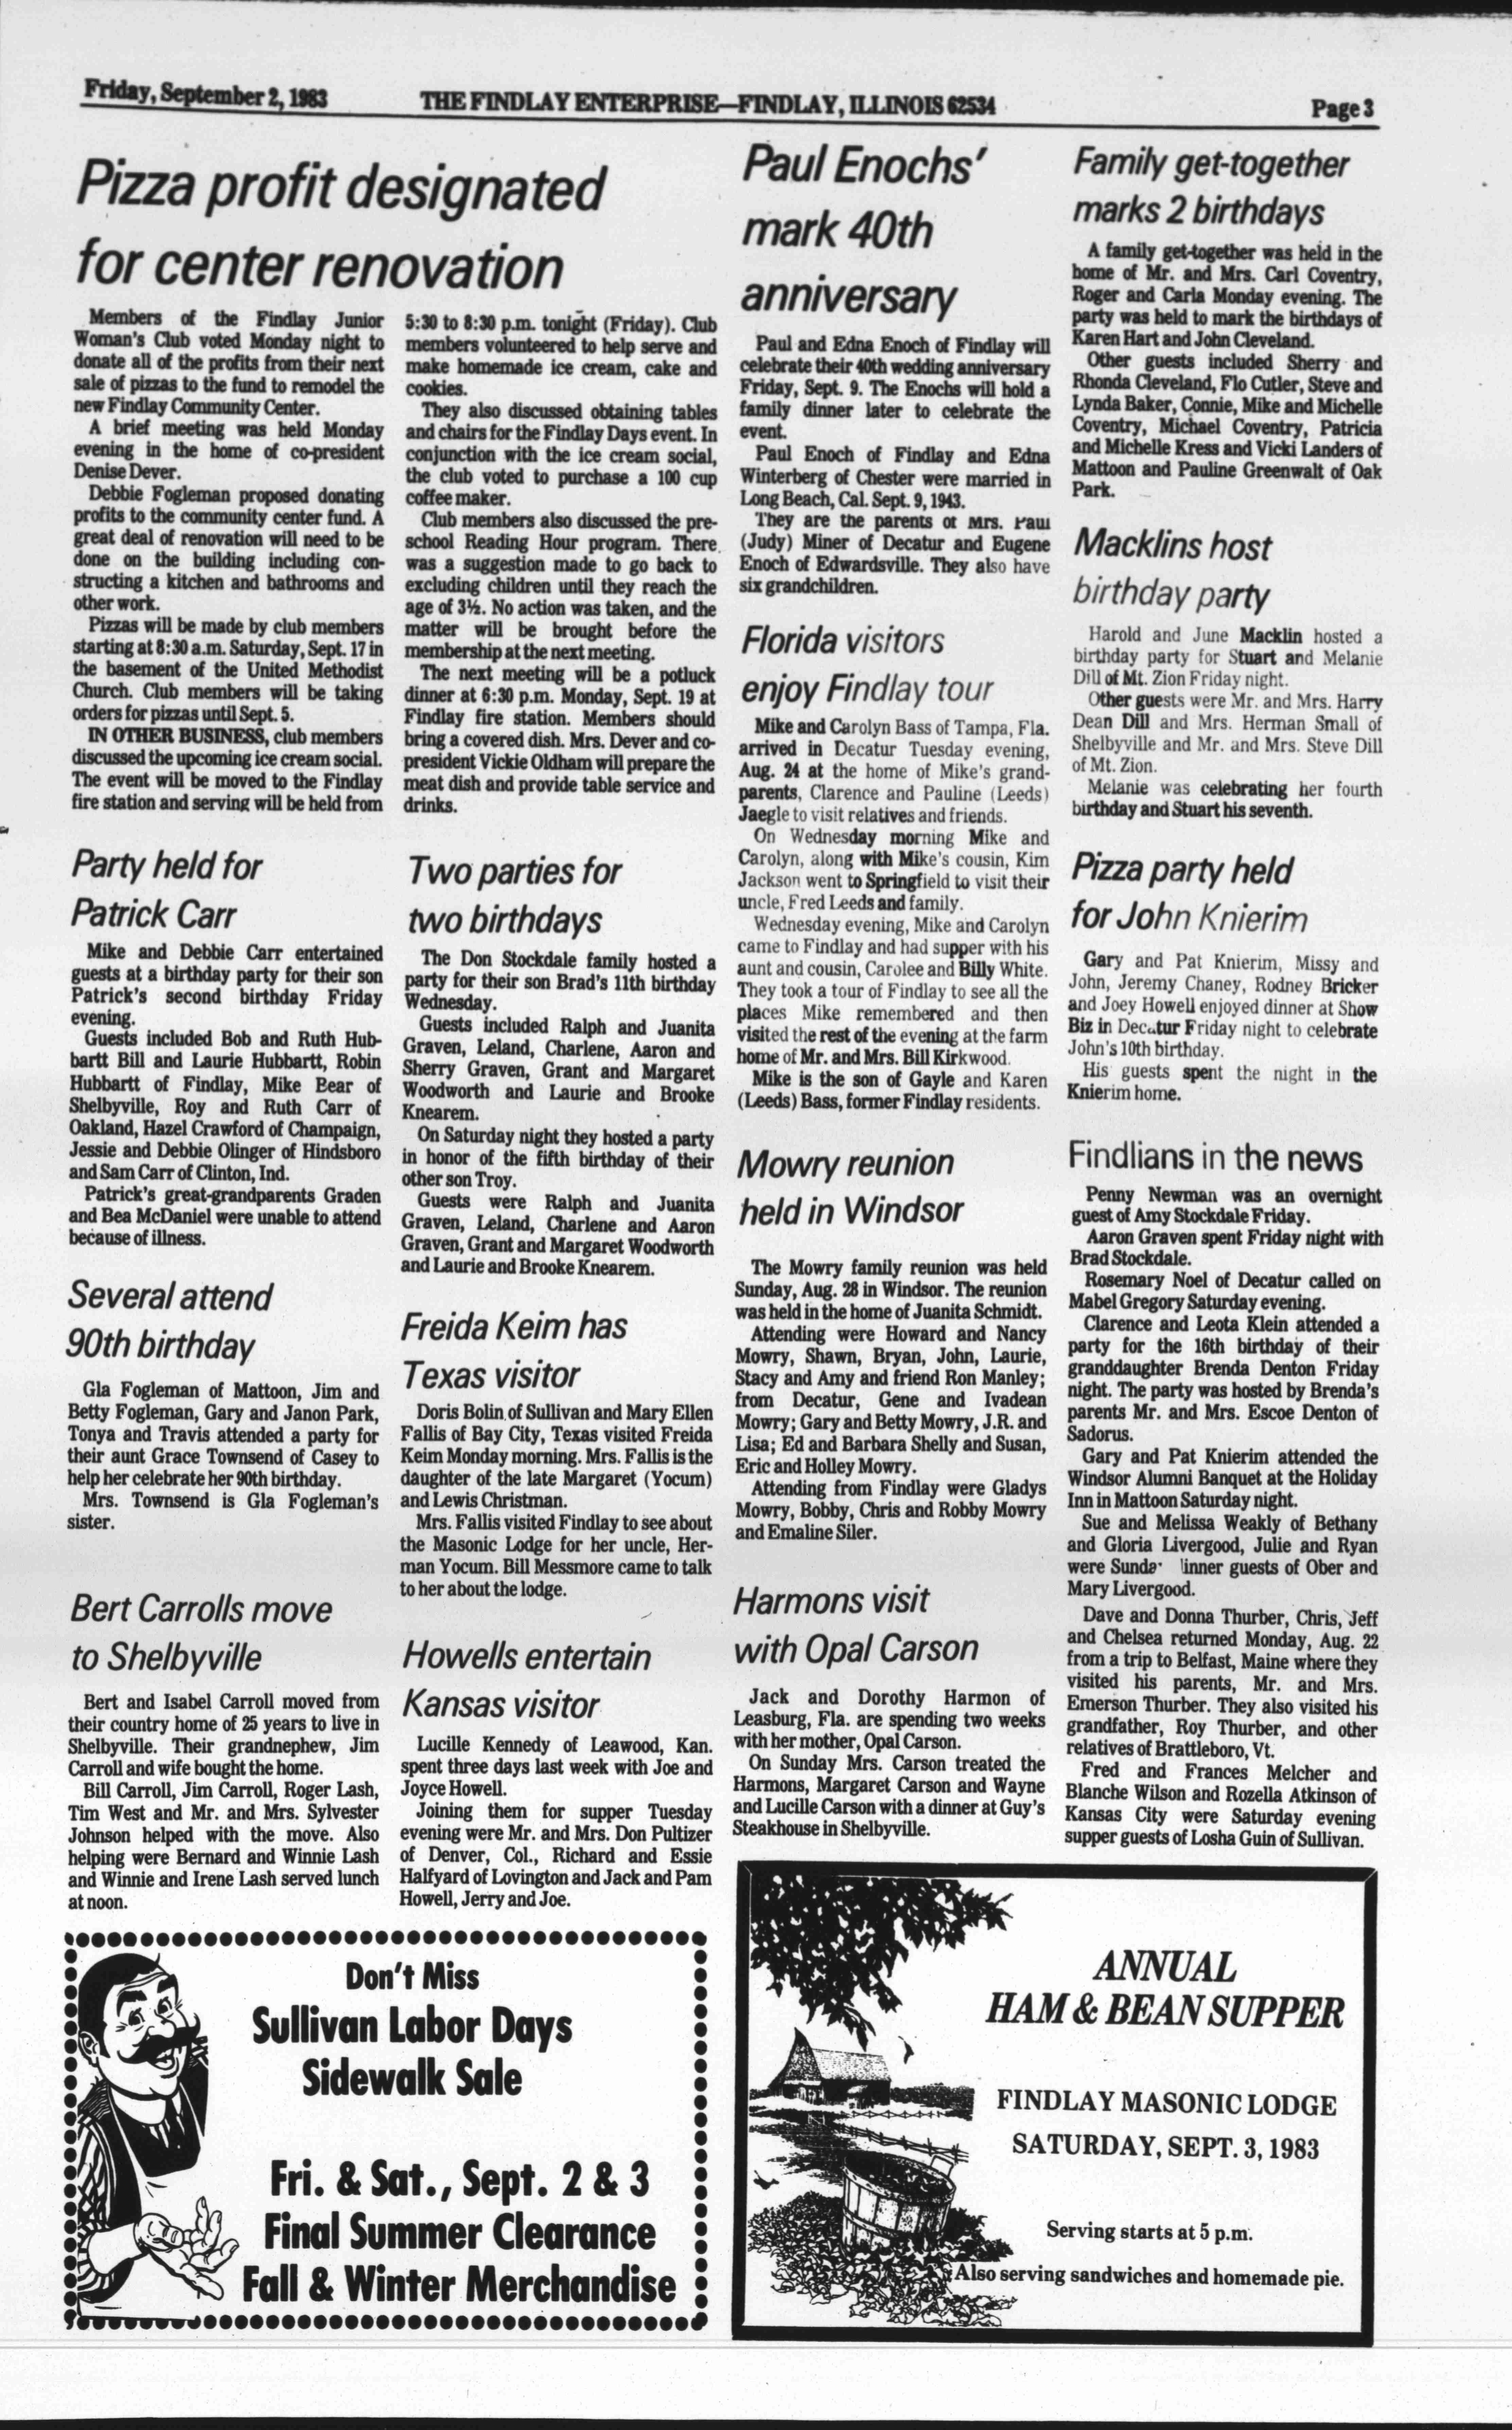 Friday, September 2, 1983
THE FINDLAY ENTERPRISE—FINDLAY, ILLINOIS 62534
Page 3
Pizza profit designated
for center renovation
Members of the Findlay Junior
Woman's Club voted Monday night to
donate all of the profits from their next
sale of pizzas to the fund to remodel the
new Findlay Community Center.
A brief meeting was held Monday
evening in the home of co-president
Denise Dever.
Debbie Fogleman proposed donating
profits to the community center fund. A
great deal of renovation will need to be
done on the building including con-
structing a kitchen and bathrooms and
other work.
Pizzas will be made by club members
starting at 8:30 a.m. Saturday, Sept. 17 in
the basement of the United Methodist
Church. Club members will be taking
orders for pizzas until Sept. 5.
IN OTHER BUSINESS, club members
discussed the upcoming ice cream social.
The event will be moved to the Findlay
fire station and serving will be held from
5:30 to 8:30 p.m. tonight (Friday). Club
members volunteered to help serve and
make homemade ice cream, cake and
cookies.
They also discussed obtaining tables
and chairs for the Findlay Days event. In
conjunction with the ice cream social,
the club voted to purchase a 100 cup
coffee maker.
Club members also discussed the pre-
school Reading Hour program. There
was a suggestion made to go back to
excluding children until they reach the
age of 3½. No action was taken, and the
matter will be brought before the
membership at the next meeting.
The next meeting will be a potluck
dinner at 6:30 p.m. Monday, Sept. 19 at
Findlay fire station. Members should
bring a covered dish. Mrs. Dever and co-
president Vickie Oldham will prepare the
meat dish and provide table service and
drinks.
Party held for
Patrick Carr
Mike and Debbie Carr entertained
guests at a birthday party for their son
Patrick's second birthday Friday
evening.
Guests included Bob and Ruth Hub-
bartt Bill and Laurie Hubbartt, Robin
Hubbartt of Findlay, Mike Bear of
Shelbyville, Roy and Ruth Carr of
Oakland, Hazel Crawford of Champaign,
Jessie and Debbie Olinger of Hindsboro
and Sam Carr of Clinton, Ind.
Patrick's great-grandparents Graden
and Bea McDaniel were unable to attend
because of illness.
Several attend
90th birthday
Gla Fogleman of Mattoon, Jim and
Betty Fogleman, Gary and Janon Park,
Tonya and Travis attended a party for
their aunt Grace Townsend of Casey to
help her celebrate her 90th birthday.
Mrs. Townsend is Gla Fogleman's
sister.
Bert Carrolls move
to Shelbyville
Bert and Isabel Carroll moved from
their country home of 25 years to live in
Shelbyville. Their grandnephew, Jim
Carroll and wife bought the home.
Bill Carroll, Jim Carroll, Roger Lash,
Tim West and Mr. and Mrs. Sylvester
Johnson helped with the move. Also
helping were Bernard and Winnie Lash
and Winnie and Irene Lash served lunch
at noon.
Two parties for
two birthdays
The Don Stockdale family hosted a
party for their son Brad's 11th birthday
Wednesday.
Guests included Ralph and Juanita
Graven, Leland, Charlene, Aaron and
Sherry Graven, Grant and Margaret
Woodworth and Laurie and Brooke
Knearem.
On Saturday night they hosted a party
in honor of the fifth birthday of their
other son Troy.
Guests were Ralph and Juanita
Graven, Leland, Charlene and Aaron
Graven, Grant and Margaret Woodworth
and Laurie and Brooke Knearem.
Freida Keim has
Texas visitor
Doris Bolin of Sullivan and Mary Ellen
Fallis of Bay City, Texas visited Freida
Keim Monday morning. Mrs. Fallis is the
daughter of the late Margaret (Yocum)
and Lewis Christman.
Mrs. Fallis visited Findlay to see about
the Masonic Lodge for her uncle, Her-
man Yocum. Bill Messmore came to talk
to her about the lodge.
Howells entertain
Kansas visitor
Lucille Kennedy of Leawood, Kan.
spent three days last week with Joe and
Joyce Howell.
Joining them for supper Tuesday
evening were Mr. and Mrs. Don Pultizer
of Denver, Col., Richard and Essie
Halfyard of Lovington and Jack and Pam
Howell, Jerry and Joe.
Paul Enochs'
mark 40th
anniversary
Paul and Edna Enoch of Findlay will
celebrate their 40th wedding anniversary
Friday, Sept. 9. The Enochs will hold a
family dinner later to celebrate the
event.
Paul Enoch of Findlay and Edna
Winterberg of Chester were married in
Long Beach, Cal. Sept. 9, 1943.
They are the parents of Mrs. Paul
(Judy) Miner of Decatur and Eugene
Enoch of Edwardsville. They also have
six grandchildren.
Florida visitors
enjoy Findlay tour
Mike and Carolyn Bass of Tampa, Fla.
arrived in Decatur Tuesday evening,
Aug. 24 at the home of Mike's grand-
parents, Clarence and Pauline (Leeds)
Jaegle to visit relatives and friends.
On Wednesday morning Mike and
Carolyn, along with Mike's cousin, Kim
Jackson went to Springfield to visit their
uncle, Fred Leeds and family.
Wednesday evening, Mike and Carolyn
came to Findlay and had supper with his
aunt and cousin, Carolee and Billy White.
They took a tour of Findlay to see all the
places Mike remembered and then
visited the rest of the evening at the farm
home of Mr. and Mrs. Bill Kirkwood.
Mike is the son of Gayle and Karen
(Leeds) Bass, former Findlay residents.
Mowry reunion
held in Windsor
The Mowry family reunion was held
Sunday, Aug. 28 in Windsor. The reunion
was held in the home of Juanita Schmidt.
Attending were Howard and Nancy
Mowry, Shawn, Bryan, John, Laurie,
Stacy and Amy and friend Ron Manley;
from Decatur, Gene and Ivadean
Mowry; Gary and Betty Mowry, J.R. and
Lisa; Ed and Barbara Shelly and Susan,
Eric and Holley Mowry.
Attending from Findlay were Gladys
Mowry, Bobby, Chris and Robby Mowry
and Emaline Siler.
Harmons visit
with Opal Carson
Jack and Dorothy Harmon of
Leasburg, Fla. are spending two weeks
with her mother, Opal Carson.
On Sunday Mrs. Carson treated the
Harmons, Margaret Carson and Wayne
and Lucille Carson with a dinner at Guy's
Steakhouse in Shelbyville.
Family get-together
marks 2 birthdays
A family get-together was held in the
home of Mr. and Mrs. Carl Coventry,
Roger and Carla Monday evening. The
party was held to mark the birthdays of
Karen Hart and John Cleveland.
Other guests included Sherry and
Rhonda Cleveland, Flo Cutler, Steve and
Lynda Baker, Connie, Mike and Michelle
Coventry, Michael Coventry, Patricia
and Michelle Kress and Vicki Landers of
Mattoon and Pauline Greenwalt of Oak
Park.
Macklins host
birthday party
Harold and June Macklin hosted a
birthday party for Stuart and Melanie
Dill of Mt. Zion Friday night.
Other guests were Mr. and Mrs. Harry
Dean Dill and Mrs. Herman Small of
Shelbyville and Mr. and Mrs. Steve Dill
of Mt. Zion.
Melanie was celebrating her fourth
birthday and Stuart his seventh.
Pizza party held
for John Knierim
Gary and Pat Knierim, Missy and
John, Jeremy Chaney, Rodney Bricker
and Joey Howell enjoyed dinner at Show
Biz in Decatur Friday night to celebrate
John's 10th birthday.
His guests spent the night in the
Knierim home.
Findlians in the news
Penny Newman was an overnight
guest of Amy Stockdale Friday.
Aaron Graven spent Friday night with
Brad Stockdale.
Rosemary Noel of Decatur called on
Mabel Gregory Saturday evening.
Clarence and Leota Klein attended a
party for the 16th birthday of their
granddaughter Brenda Denton Friday
night. The party was hosted by Brenda's
parents Mr. and Mrs. Escoe Denton of
Sadorus.
Gary and Pat Knierim attended the
Windsor Alumni Banquet at the Holiday
Inn in Mattoon Saturday night.
Sue and Melissa Weakly of Bethany
and Gloria Livergood, Julie and Ryan
were guests of Ober and
Mary Livergood.
Dave and Donna Thurber, Chris, Jeff
and Chelsea returned Monday, Aug. 22
from a trip to Belfast, Maine where they
visited his parents, Mr. and Mrs.
Emerson Thurber. They also visited his
grandfather, Roy Thurber, and other
relatives of Brattleboro, Vt.
Fred and Frances Melcher and
Blanche Wilson and Rozella Atkinson of
Kansas City were Saturday evening
supper guests of Losha Guin of Sullivan.
Don't Miss
Sullivan Labor Days
Sidewalk Sale
Fri. & Sat., Sept. 2 & 3
Final Summer Clearance
Fall & Winter Merchandise
ANNUAL
HAM & BEAN SUPPER
FINDLAY MASONIC LODGE
SATURDAY, SEPT. 3, 1983
Serving starts at 5 p.m.
Also serving sandwiches and homemade pie.